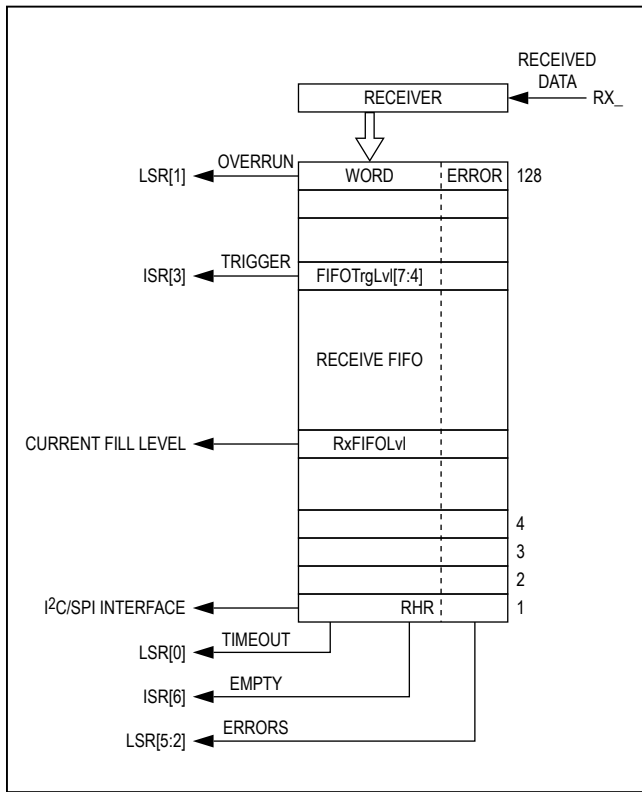 RECEIVED
DATA
RECEIVER
RX_
OVERRUN
LSR[1]
WORD
ERROR
128
TRIGGER
ISR[3]
FIFOTrgLvl[7:4]
RECEIVE FIFO
CURRENT FILL LEVEL
RxFIFOLvl
4
3
2
I²C/SPI INTERFACE
RHR
1
TIMEOUT
LSR[0]
EMPTY
ISR[6]
ERRORS
LSR[5:2]